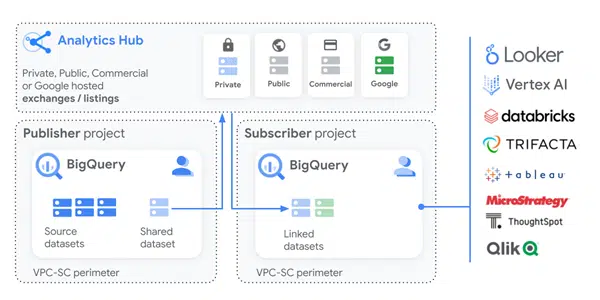 Analytics Hub
Private, Public, Commercial
or Google hosted
exchanges / listings
Private
Public
Commercial
Google
Publisher project
BigQuery
Source
datasets
Shared
dataset
VPC-SC perimeter
Subscriber project
BigQuery
Linked
datasets
VPC-SC perimeter
Looker
Vertex AI
databricks
TRIFACTA
+ a b l e a u
MicroStrategy
ThoughtSpot
Qlik